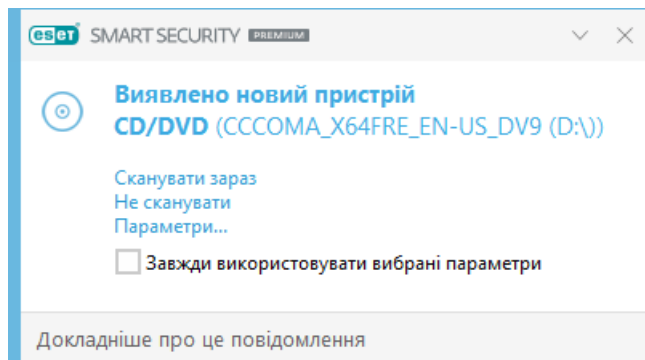 eset SMART SECURITY PREMIUM
Виявлено новий пристрій
CD/DVD (CCCOMA_X64FRE_EN-US_DV9 (D:\))
Сканувати зараз
Не сканувати
Параметри...
Завжди використовувати вибрані параметри
Докладніше про це повідомлення